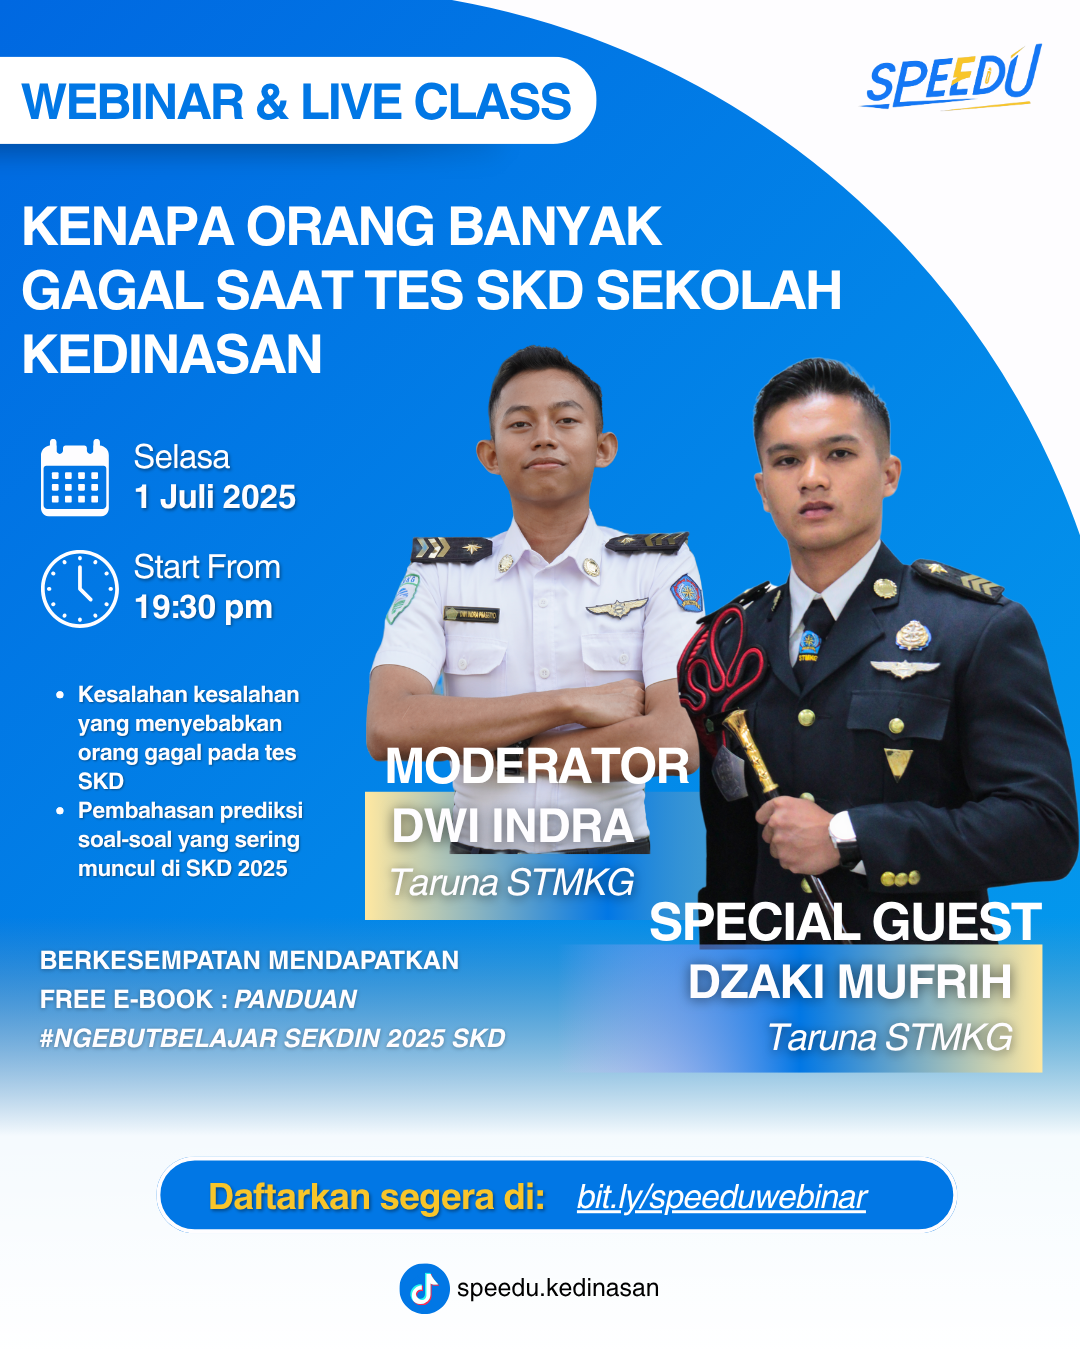 WEBINAR & LIVE CLASS
SPEEDU
KENAPA ORANG BANYAK
GAGAL SAAT TES SKD SEKOLAH
KEDINASAN
Selasa
1 Juli 2025
Start From
19:30 pm
• Kesalahan kesalahan
yang menyebabkan
orang gagal pada tes
SKD
• Pembahasan prediksi
soal-soal yang sering
muncul di SKD 2025
MODERATOR
DWI INDRA
Taruna STMKG
SPECIAL GUEST
DZAKI MUFRIH
Taruna STMKG
BERKESEMPATAN MENDAPATKAN
FREE E-BOOK : PANDUAN
#NGEBUTBELAJAR SEKDIN 2025 SKD
Daftarkan segera di: bit.ly/speeduwebinar
speedu.kedinasan